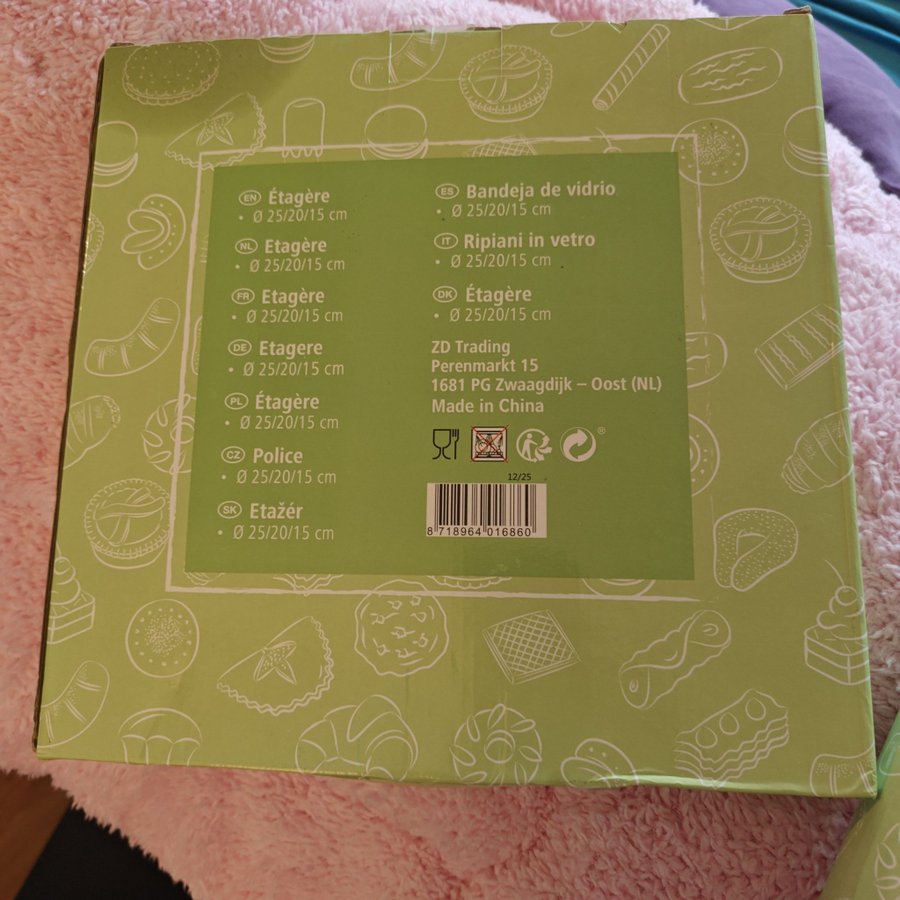 EN Étagère
• Ø 25/20/15 cm
NL Etagère
• Ø 25/20/15 cm
FR Etagère
• Ø 25/20/15 cm
DE Etagere
• Ø 25/20/15 cm
PL Étagère
• Ø 25/20/15 cm
CZ Police
• Ø 25/20/15 cm
SK Etažér
• Ø 25/20/15 cm
ES Bandeja de vidrio
• Ø 25/20/15 cm
IT Ripiani in vetro
• Ø 25/20/15 cm
DK Étagère
• Ø 25/20/15 cm
ZD Trading
Perenmarkt 15
1681 PG Zwaagdijk – Oost (NL)
Made in China
®
12/25
8 718964 016860